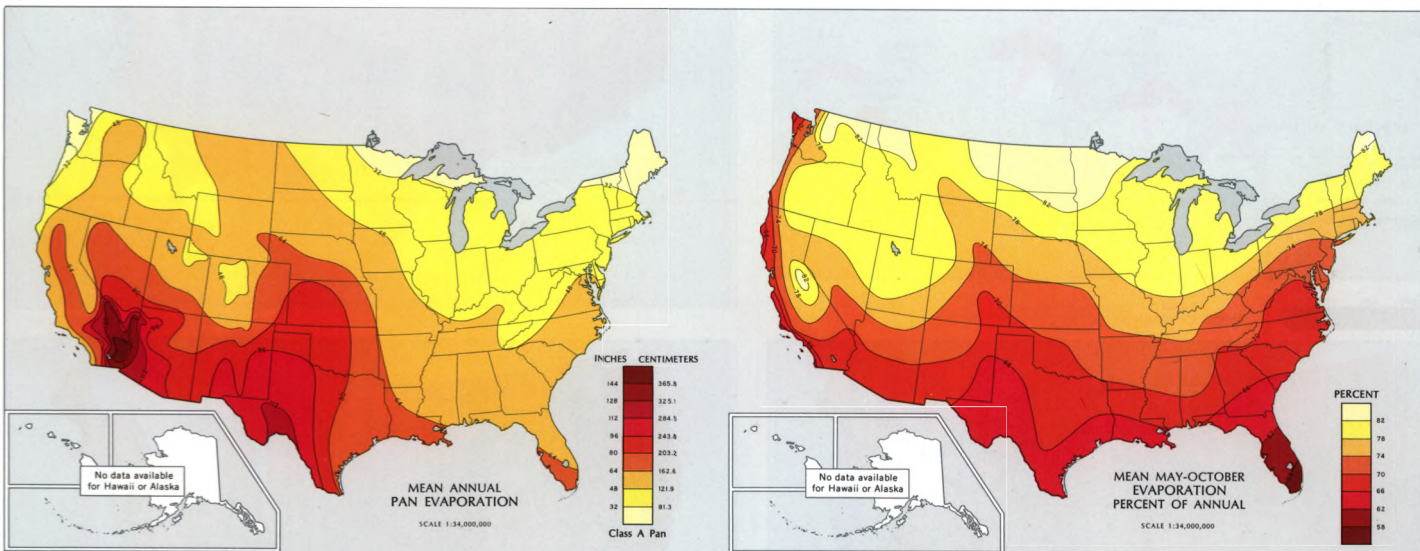 No data available
for Hawaii or Alaska
MEAN ANNUAL
PAN EVAPORATION
SCALE 1:34,000,000
INCHES CENTIMETERS
144 365.8
128 325.1
112 284.5
96 243.8
80 203.2
64 162.6
48 121.9
32 81.3
Class A Pan
No data available
for Hawaii or Alaska
MEAN MAY-OCTOBER
EVAPORATION
PERCENT OF ANNUAL
SCALE 1:34,000,000
PERCENT
82
78
74
70
66
62
58